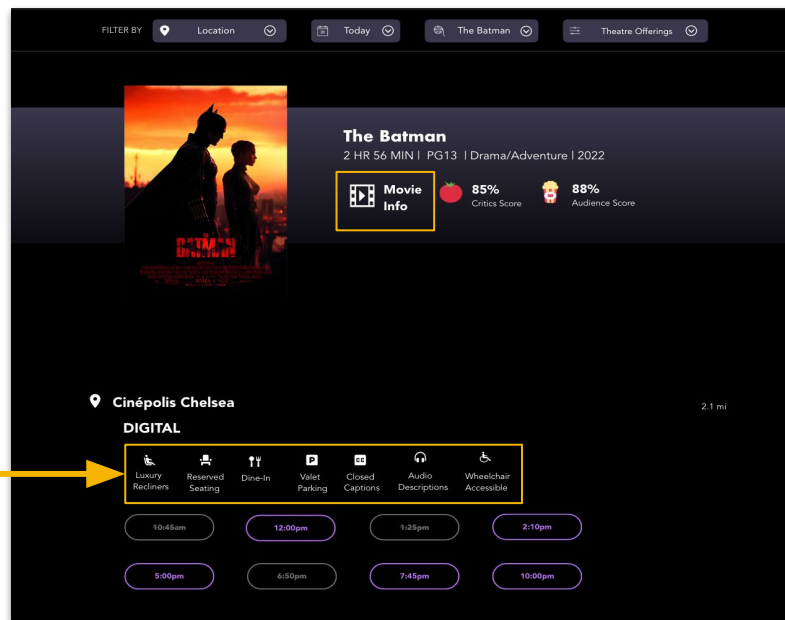 FILTER BY Location Today The Batman Theatre Offerings
The Batman
2 HR 56 MIN I PG13 I Drama/Adventure I 2022
Movie
Info
85%
Critics Score
88%
Audience Score
BATMAN
Cinépolis Chelsea
2.1 mi
DIGITAL
Luxury
Recliners
Reserved
Seating
Dine-In
P
Valet
Parking
CC
Closed
Captions
Audio
Descriptions
Wheelchair
Accessible
10:45am 12:00pm 1:25pm 2:10pm
5:00pm 6:50pm 7:45pm 10:00pm